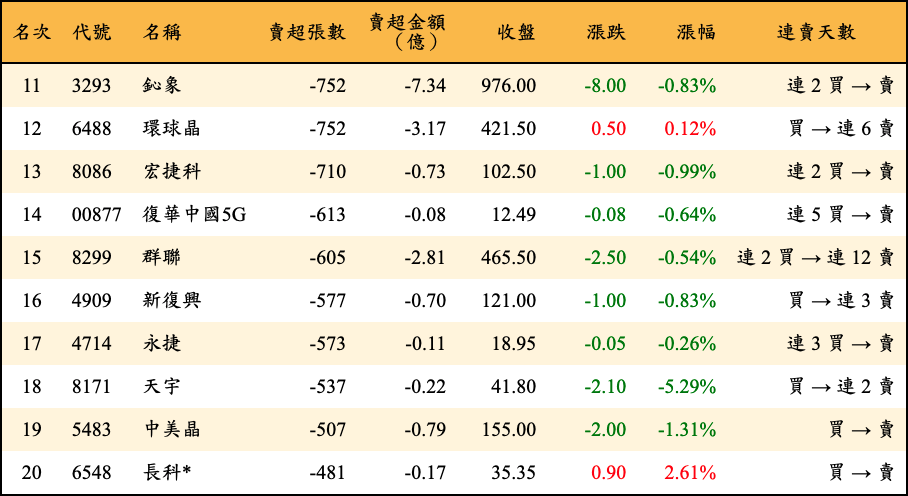 名次 代號 名稱 賣超張數 賣超金額（億） 收盤 漲跌 漲幅 連賣天數
11 3293 鈊象 -752 -7.34 976.00 -8.00 -0.83% 連 2 買 → 賣
12 6488 環球晶 -752 -3.17 421.50 0.50 0.12% 買 → 連 6 賣
13 8086 宏捷科 -710 -0.73 102.50 -1.00 -0.99% 連 2 買 → 賣
14 00877 復華中國5G -613 -0.08 12.49 -0.08 -0.64% 連 5 買 → 賣
15 8299 群聯 -605 -2.81 465.50 -2.50 -0.54% 連 2 買 → 連 12 賣
16 4909 新復興 -577 -0.70 121.00 -1.00 -0.83% 買 → 連 3 賣
17 4714 永捷 -573 -0.11 18.95 -0.05 -0.26% 連 3 買 → 賣
18 8171 天宇 -537 -0.22 41.80 -2.10 -5.29% 買 → 連 2 賣
19 5483 中美晶 -507 -0.79 155.00 -2.00 -1.31% 買 → 賣
20 6548 長科* -481 -0.17 35.35 0.90 2.61% 買 → 賣